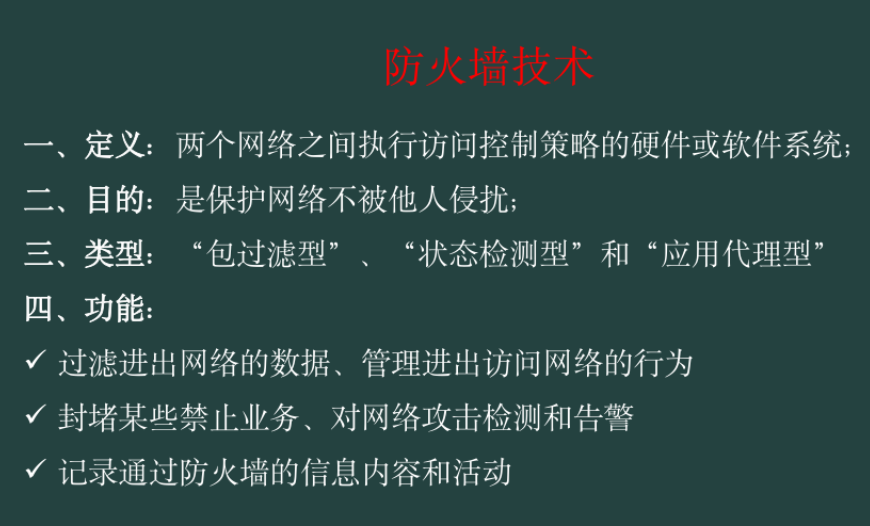 防火墙技术
一、定义：两个网络之间执行访问控制策略的硬件或软件系统；
二、目的：是保护网络不被他人侵扰；
三、类型：“包过滤型”、“状态检测型”和“应用代理型”
四、功能：
✓ 过滤进出网络的数据、管理进出访问网络的行为
✓ 封堵某些禁止业务、对网络攻击检测和告警
✓ 记录通过防火墙的信息内容和活动